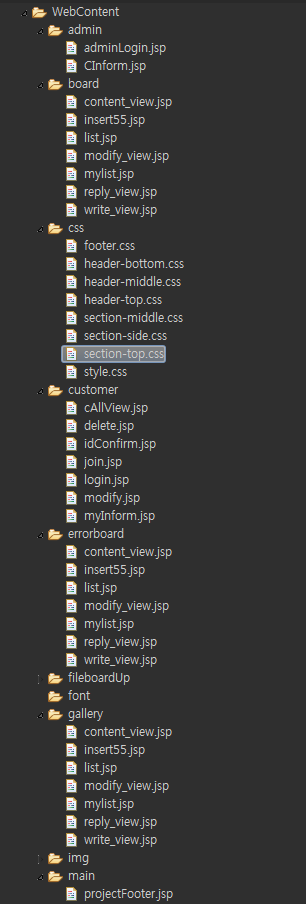 WebContent
admin
adminLogin.jsp
CInform.jsp
board
content_view.jsp
insert55.jsp
list.jsp
modify_view.jsp
mylist.jsp
reply_view.jsp
write_view.jsp
css
footer.css
header-bottom.css
header-middle.css
header-top.css
section-middle.css
section-side.css
section-top.css
style.css
customer
cAllView.jsp
delete.jsp
idConfirm.jsp
join.jsp
login.jsp
modify.jsp
myInform.jsp
errorboard
content_view.jsp
insert55.jsp
list.jsp
modify_view.jsp
mylist.jsp
reply_view.jsp
write_view.jsp
fileboardUp
font
gallery
content_view.jsp
insert55.jsp
list.jsp
modify_view.jsp
mylist.jsp
reply_view.jsp
write_view.jsp
img
main
projectFooter.jsp